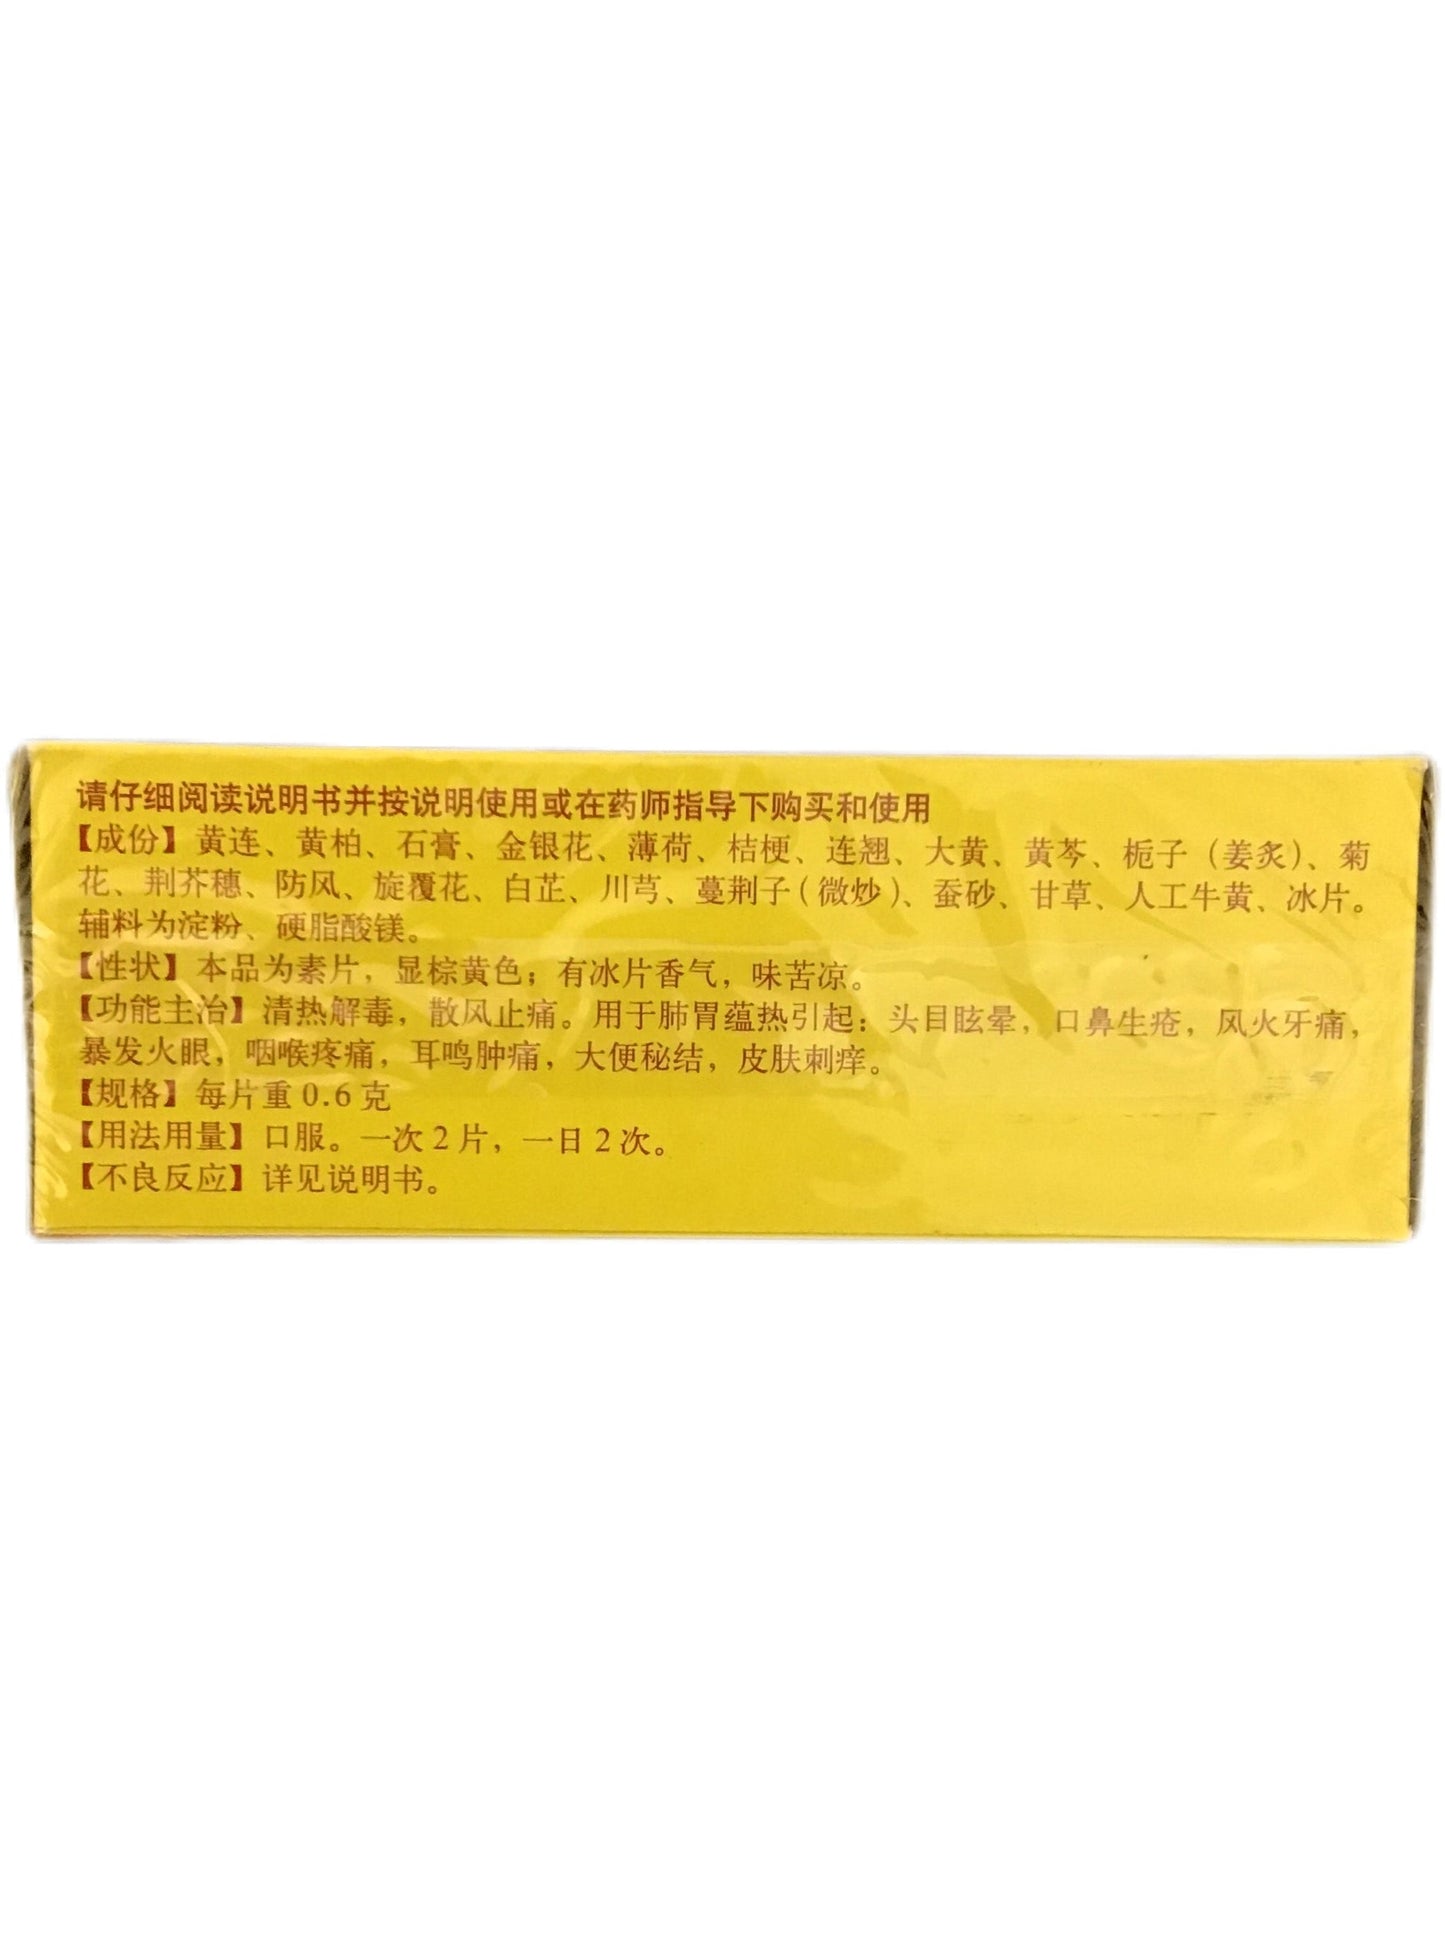 请仔细阅读说明书并按说明使用或在药师指导下购买和使用
【成份】黄连、黄柏、石膏、金银花、薄荷、桔梗、连翘、大黄、黄芩、栀子(姜炙)、菊
花、荆芥穗、防风、旋覆花、白芷、川芎、蔓荆子(微炒)、蚕砂、甘草、人工牛黄、冰片。
辅料为淀粉、硬脂酸镁。
【性状】本品为素片，显棕黄色；有冰片香气，味苦凉。
【功能主治】清热解毒，散风止痛。用于肺胃蕴热引起：头目眩晕，口鼻生疮，风火牙痛，
暴发火眼，咽喉疼痛，耳鸣肿痛，大便秘结，皮肤刺痒。
【规格】每片重0.6克
【用法用量】口服。一次2片，一日2次。
【不良反应】详见说明书。